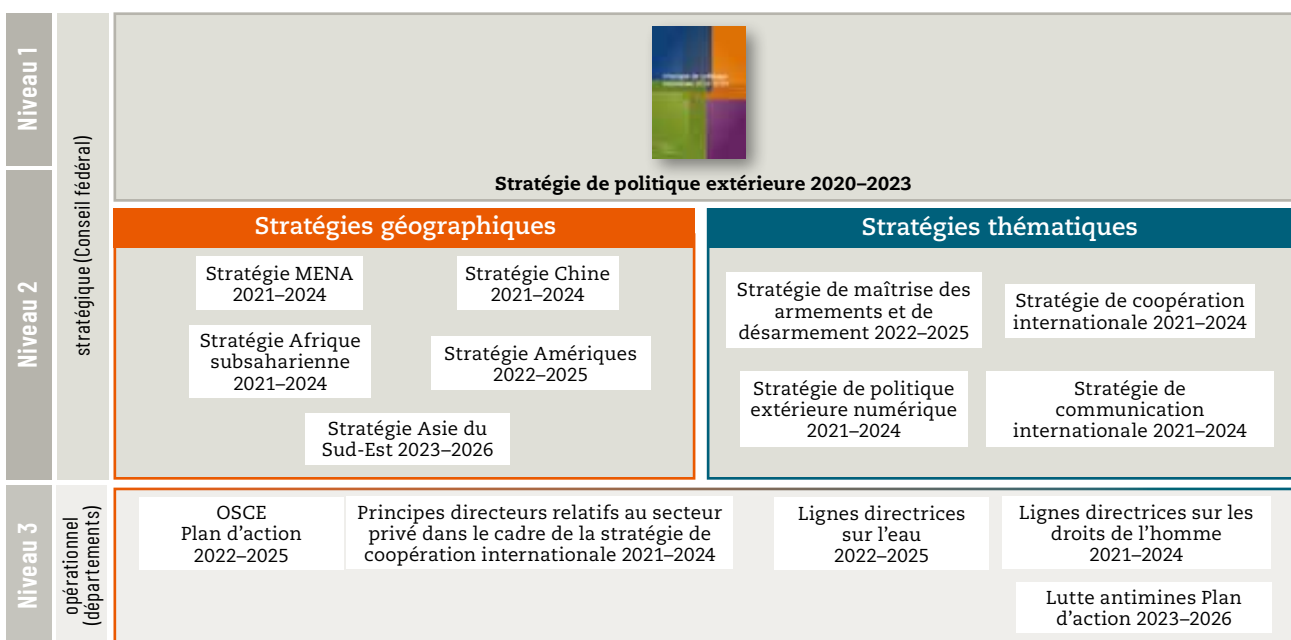 Niveau 1
Niveau 2
Niveau 3
stratégique (Conseil fédéral)
opérationnel
(départements)
Stratégie de politique extérieure 2020–2023
Stratégies géographiques
Stratégie MENA
2021–2024
Stratégie Chine
2021–2024
Stratégie Afrique
subsaharienne
2021–2024
Stratégie Amériques
2022–2025
Stratégie Asie du
Sud-Est 2023–2026
Stratégies thématiques
Stratégie de maîtrise des
armements et de
désarmement 2022–2025
Stratégie de coopération
internationale 2021–2024
Stratégie de politique
extérieure numérique
2021–2024
Stratégie de
communication
internationale 2021–2024
OSCE
Plan d’action
2022–2025
Principes directeurs relatifs au secteur
privé dans le cadre de la stratégie de
coopération internationale 2021–2024
Lignes directrices
sur l’eau
2022–2025
Lignes directrices sur les
droits de l’homme
2021–2024
Lutte antimines Plan
d’action 2023–2026